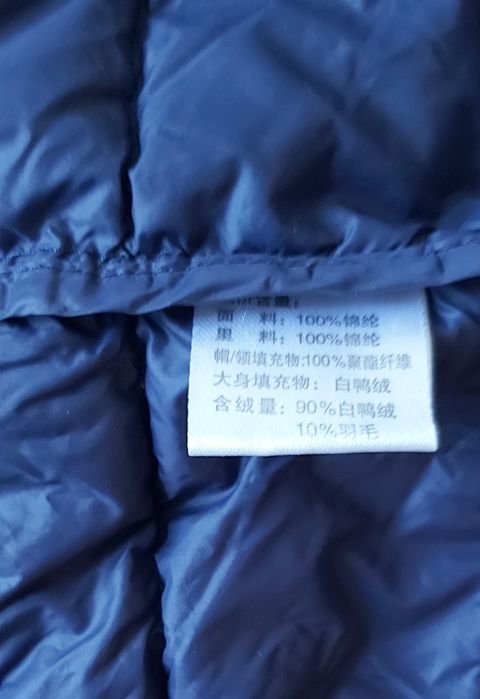 面 料：100%锦纶
里 料：100%锦纶
帽/领填充物:100%聚酯纤维
大身填充物：白鸭绒
含绒量：90%白鸭绒
10%羽毛